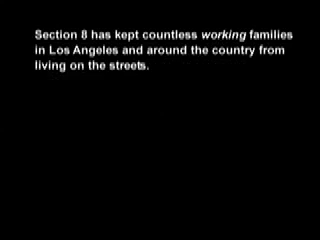 Section 8 has kept countless working families
in Los Angeles and around the country from
living on the streets.